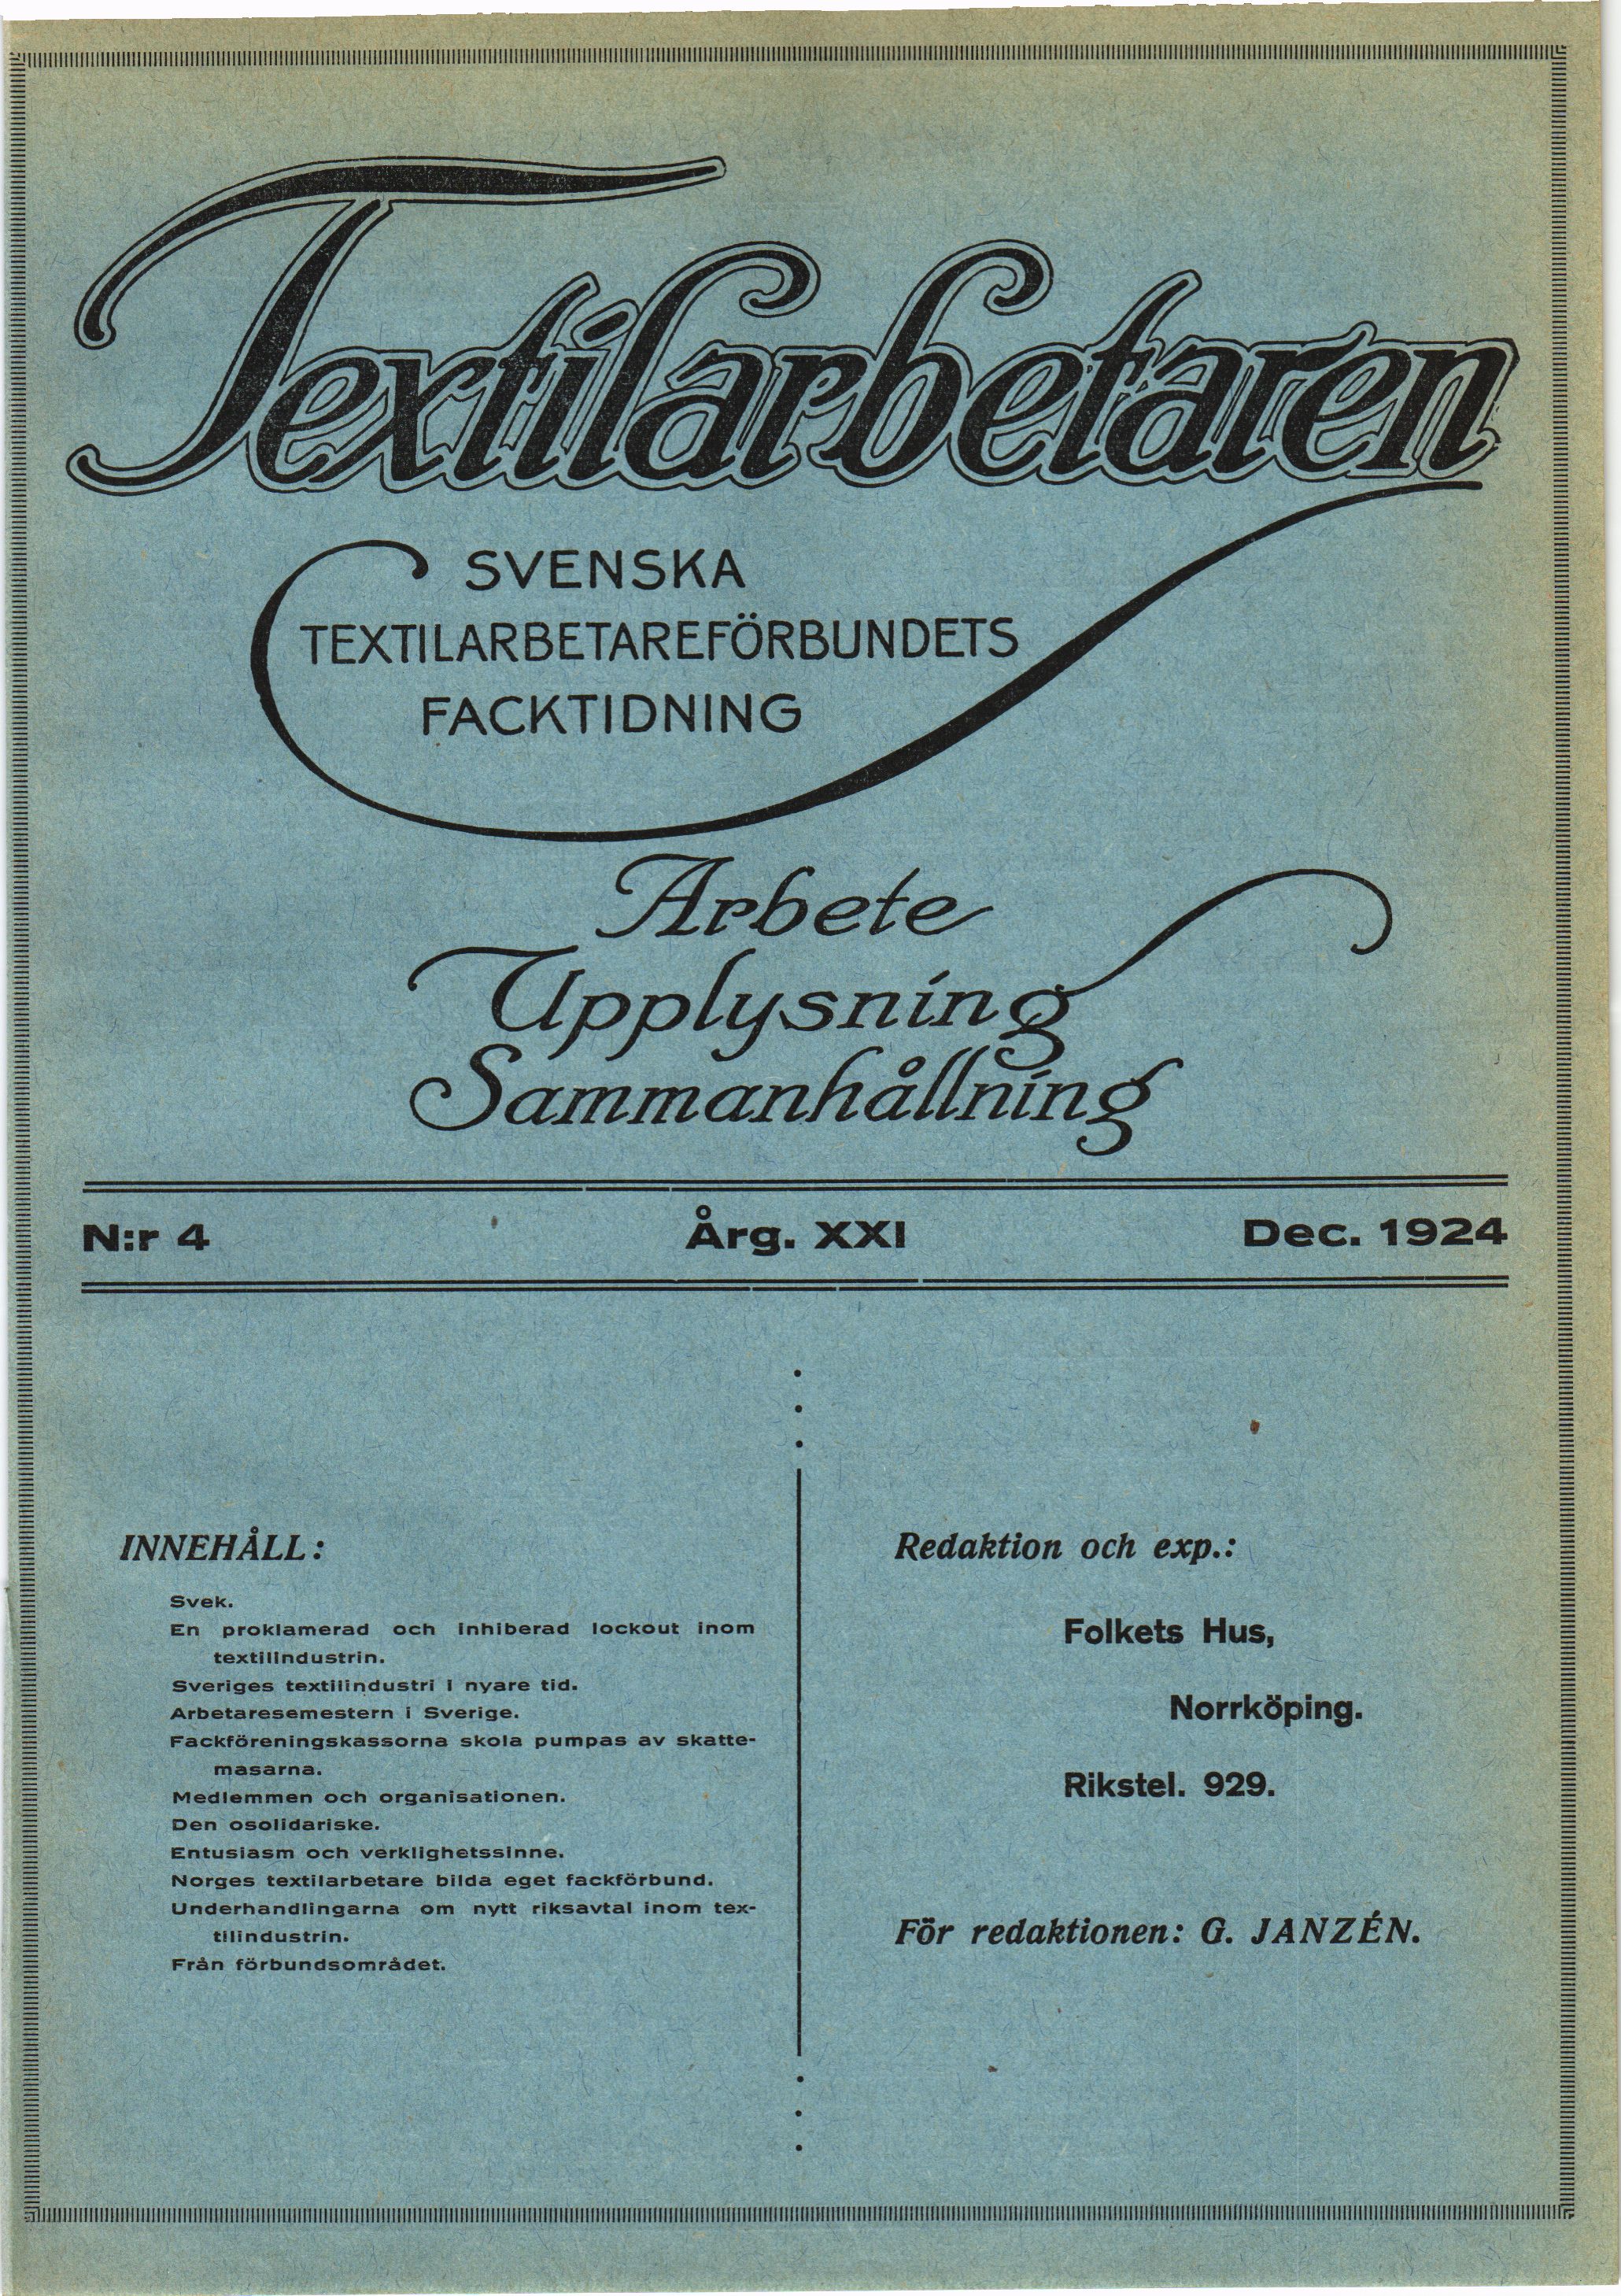 Textilarbetaren
SVENSKA
TEXTILARBETAREFÖRBUNDETS
FACKTIDNING
Arbete
Upplysning
Sammanhållning
N:r 4 Årg. XXI Dec. 1924
INNEHÅLL:
Svek.
En proklamerad och inhiberad lockout inom
textilindustrin.
Sveriges textilindustri i nyare tid.
Arbetaresemestern i Sverige.
Fackföreningskassorna skola pumpas av skatte-
masarna.
Medlemmen och organisationen.
Den osolidariske.
Entusiasm och verklighetssinne.
Norges textilarbetare bilda eget fackförbund.
Underhandlingarna om nytt riksavtal inom tex-
tilindustrin.
Från förbundsområdet.
Redaktion och exp.:
Folkets Hus,
Norrköping.
Rikstel. 929.
För redaktionen: G. JANZÉN.